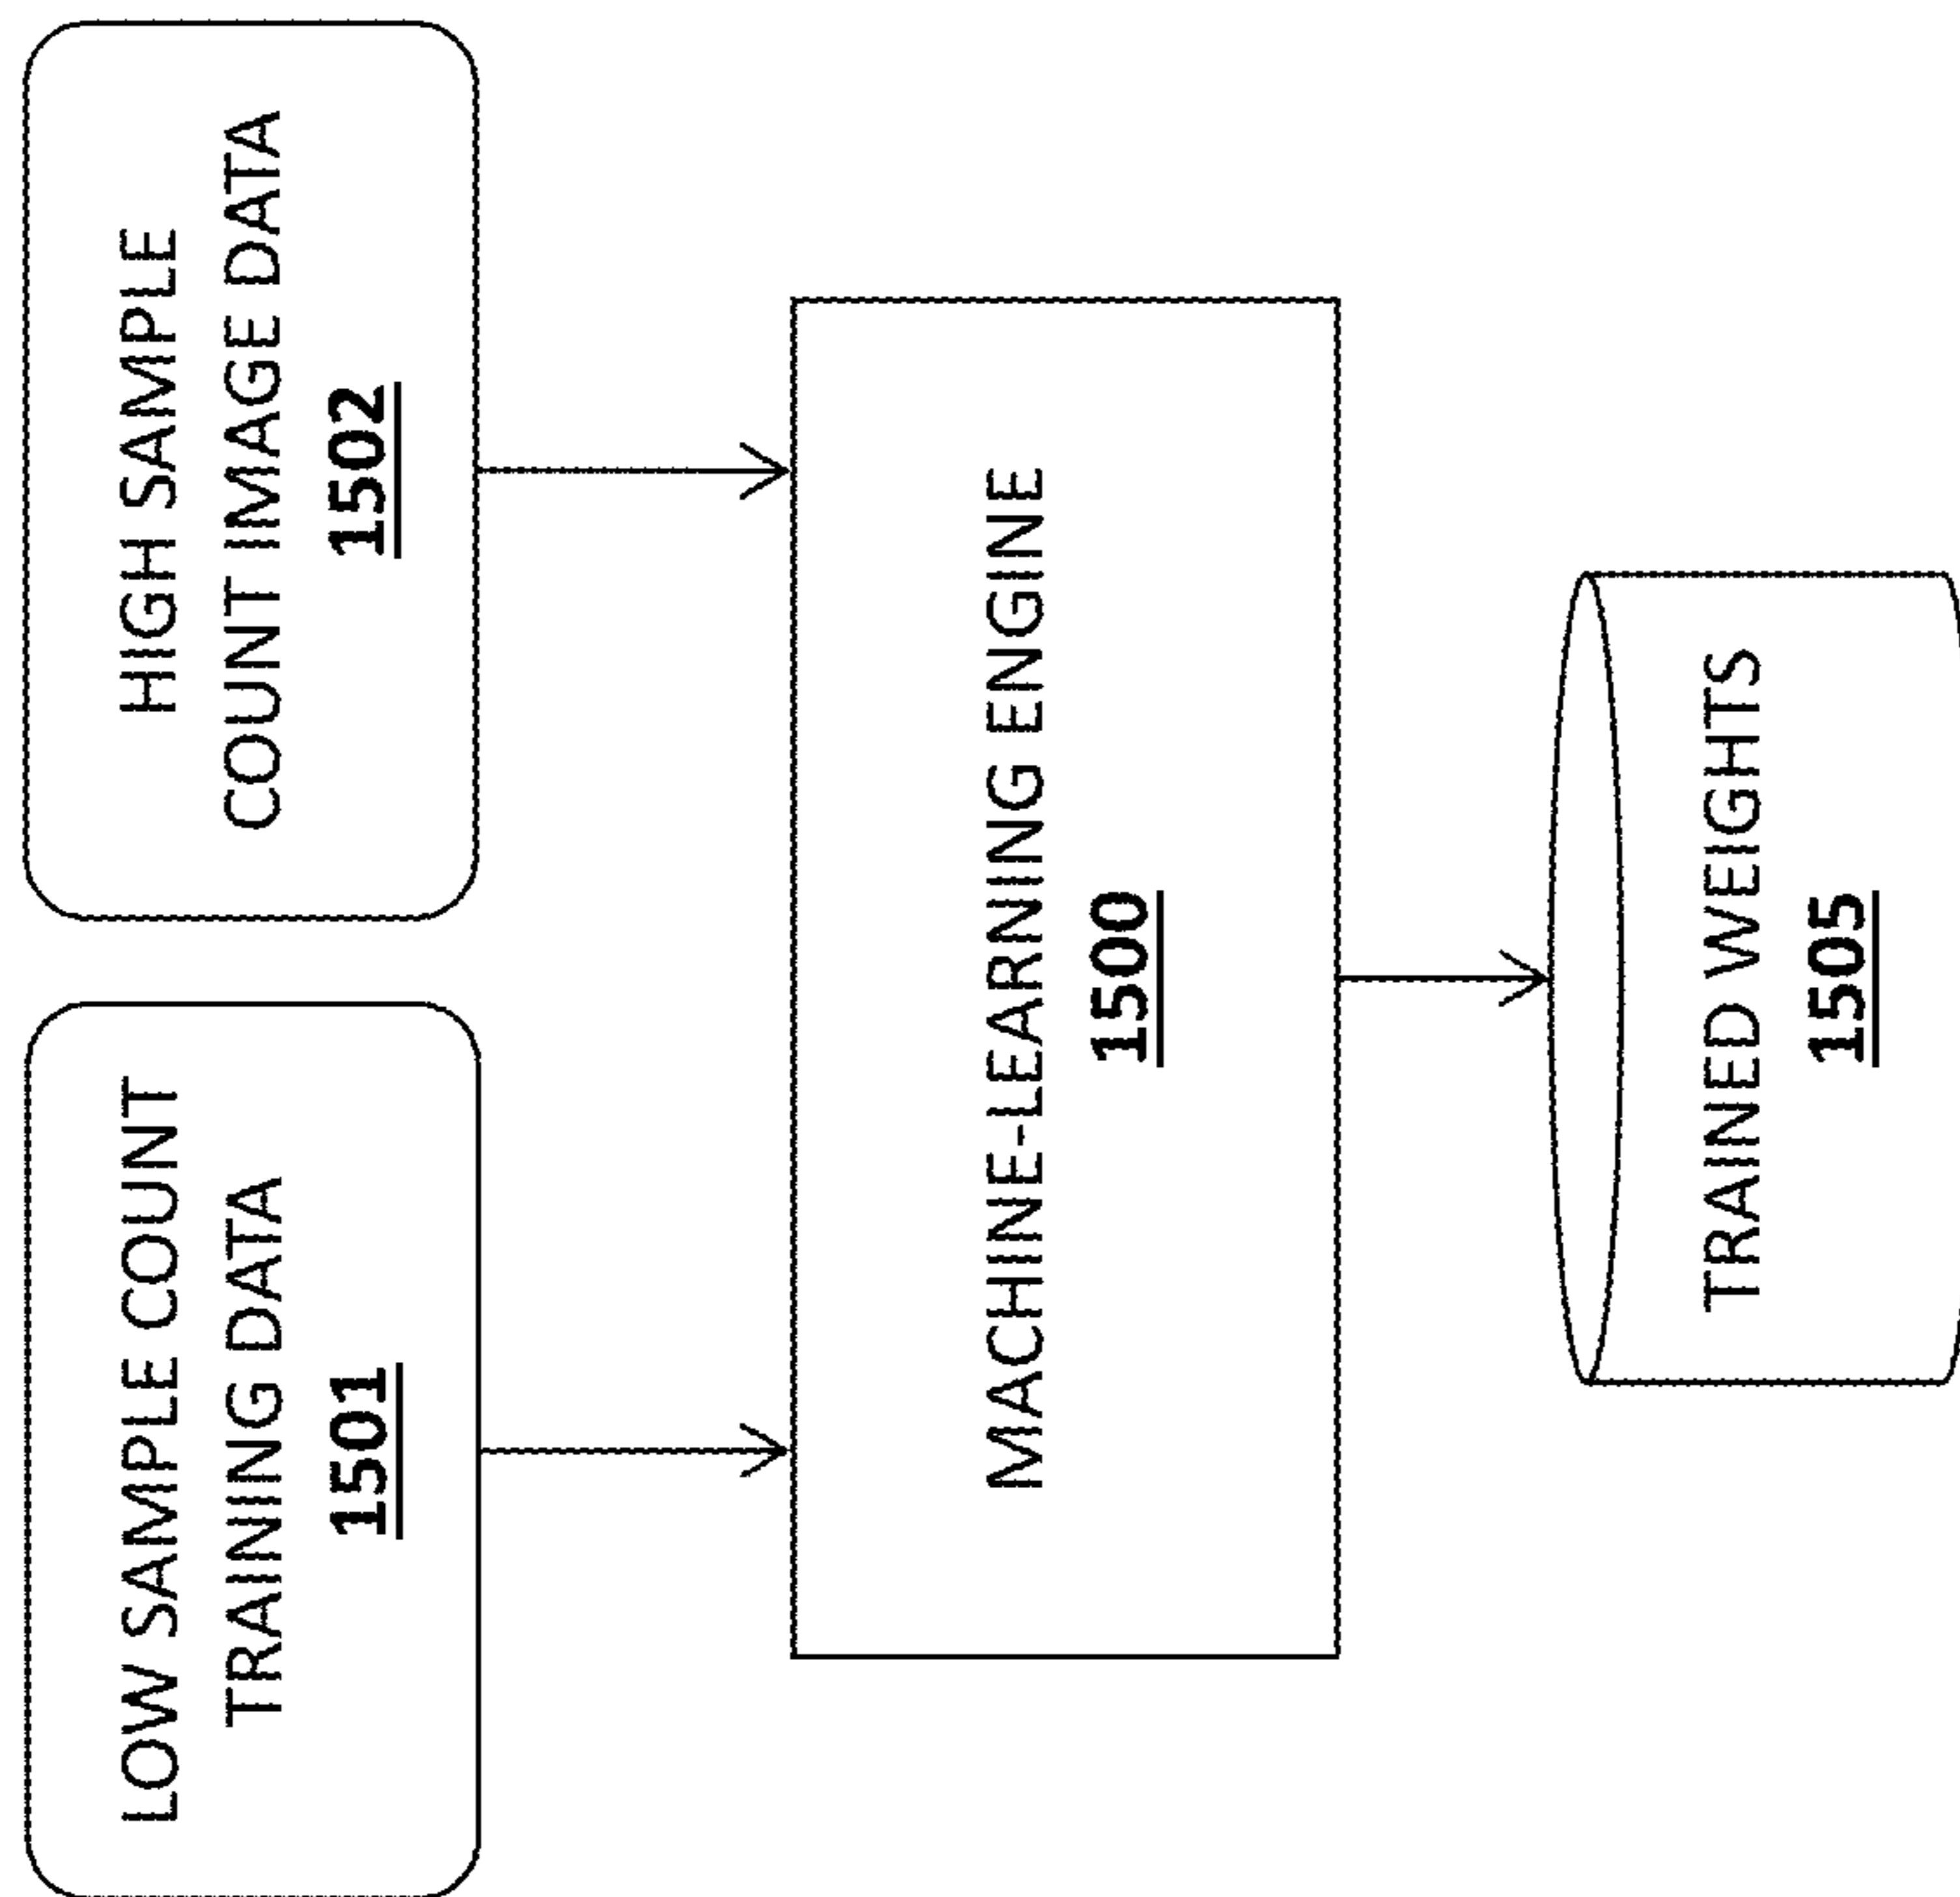 LOW SAMPLE COUNT
TRAINING DATA
1501
HIGH SAMPLE
COUNT IMAGE DATA
1502
MACHINE-LEARNING ENGINE
1500
TRAINED WEIGHTS
1505